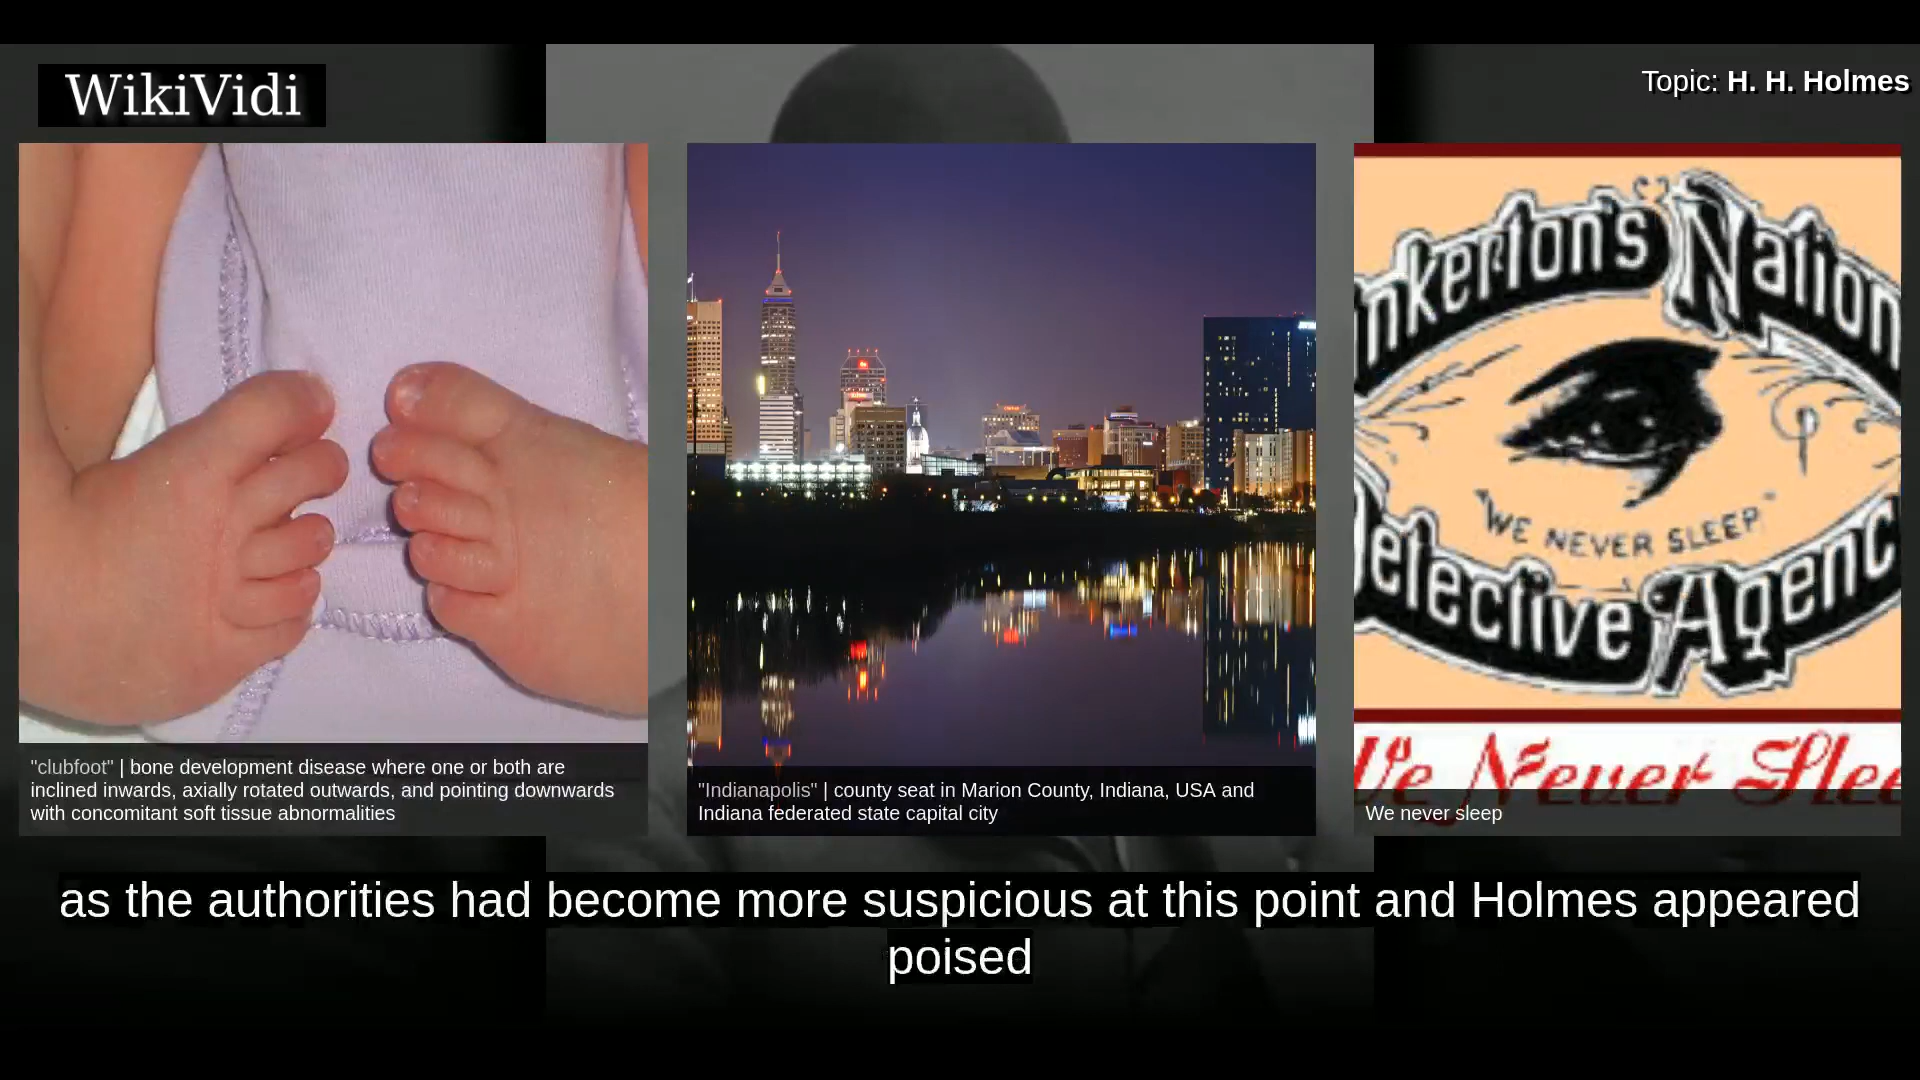 WikiVidi
Topic: H. H. Holmes
nkerton's Nation
"WE NEVER SLEEP"
etective Agenc
We Never Slee
"clubfoot" | bone development disease where one or both are
inclined inwards, axially rotated outwards, and pointing downwards
with concomitant soft tissue abnormalities
"Indianapolis" | county seat in Marion County, Indiana, USA and
Indiana federated state capital city
We never sleep
as the authorities had become more suspicious at this point and Holmes appeared
poised